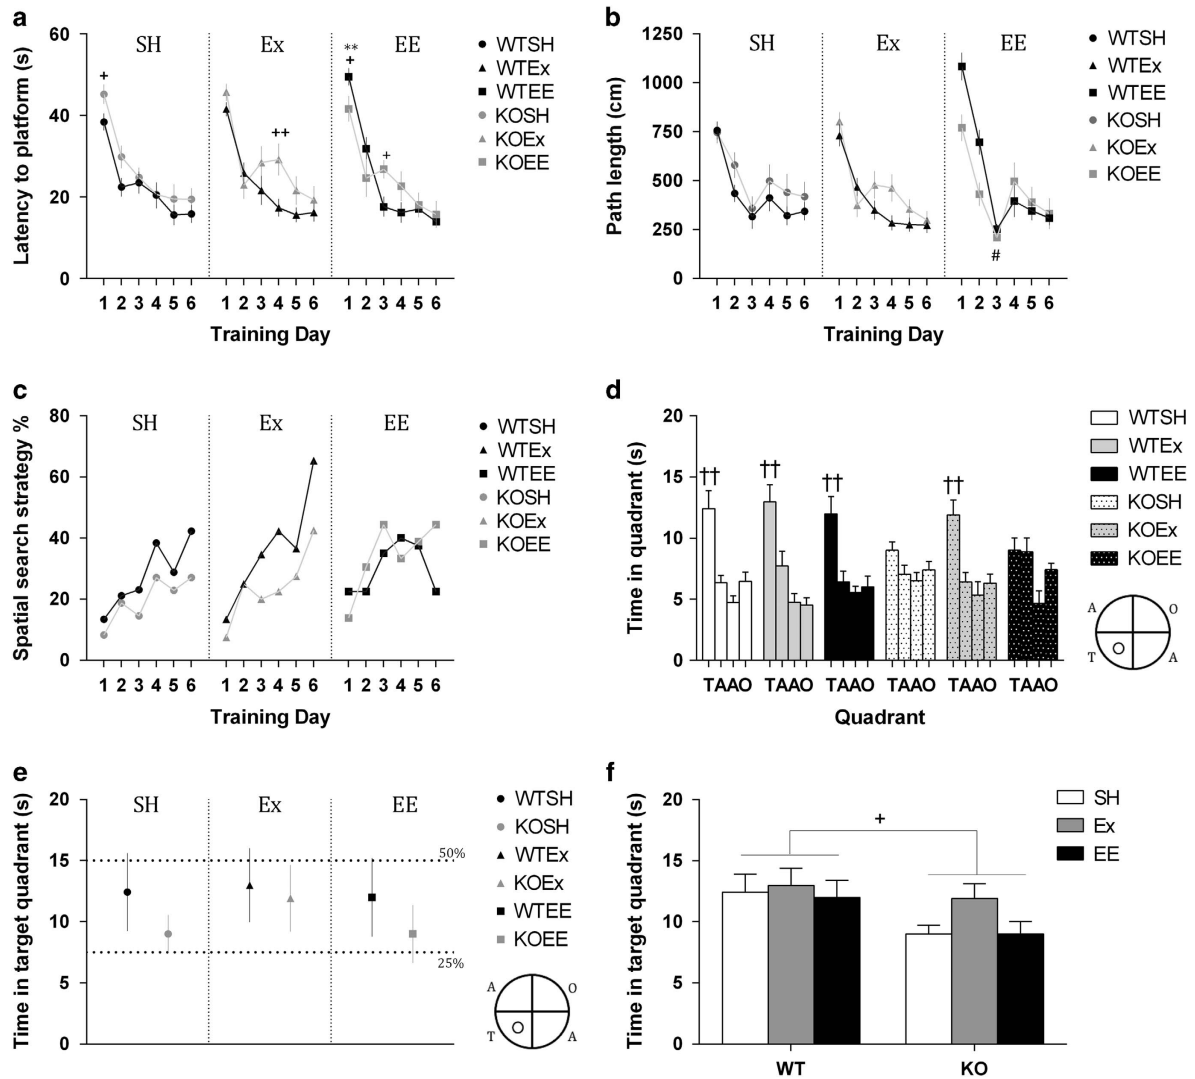 a
Latency to platform (s)
60
40
20
0
SH
Ex
EE
+
++
**
+
+
1 2 3 4 5 6 1 2 3 4 5 6 1 2 3 4 5 6
Training Day
WTSH
WTEx
WTEE
KOSH
KOEx
KOEE
b
Path length (cm)
1250
1000
750
500
250
0
SH
Ex
EE
#
1 2 3 4 5 6 1 2 3 4 5 6 1 2 3 4 5 6
Training Day
WTSH
WTEx
WTEE
KOSH
KOEx
KOEE
c
Spatial search strategy %
80
60
40
20
0
SH
Ex
EE
1 2 3 4 5 6 1 2 3 4 5 6 1 2 3 4 5 6
Training Day
WTSH
WTEx
WTEE
KOSH
KOEx
KOEE
d
Time in quadrant (s)
20
15
10
5
0
†† †† †† ††
TAAO TAAO TAAO TAAO TAAO TAAO
Quadrant
WTSH
WTEx
WTEE
KOSH
KOEx
KOEE
A O
T A
e
Time in target quadrant (s)
20
15
10
5
0
SH
Ex
EE
50%
25%
WTSH
KOSH
WTEx
KOEx
WTEE
KOEE
A O
T A
f
Time in target quadrant (s)
20
15
10
5
0
+
WT KO
SH
Ex
EE